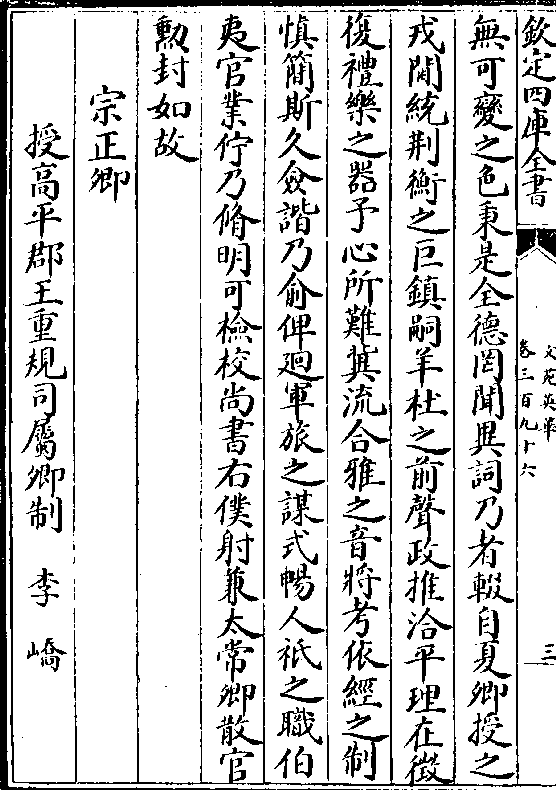 欽定四庫全書
文苑英華
卷三百九十六
三
無可變之色秉是全德罔聞異詞乃者輟自夏卿授之
戎閫統荆衡之巨鎮嗣羊杜之前聲政推洽平理在徴
復禮樂之器予心所難冀流合雅之音將考依經之制
慎簡斯久僉諧乃俞俾廻軍旅之謀式暢人祇之職伯
夷官業佇乃脩明可檢校尚書右僕射兼太常卿散官
勲封如故
宗正卿
授高平郡王重規司屬卿制 李嶠